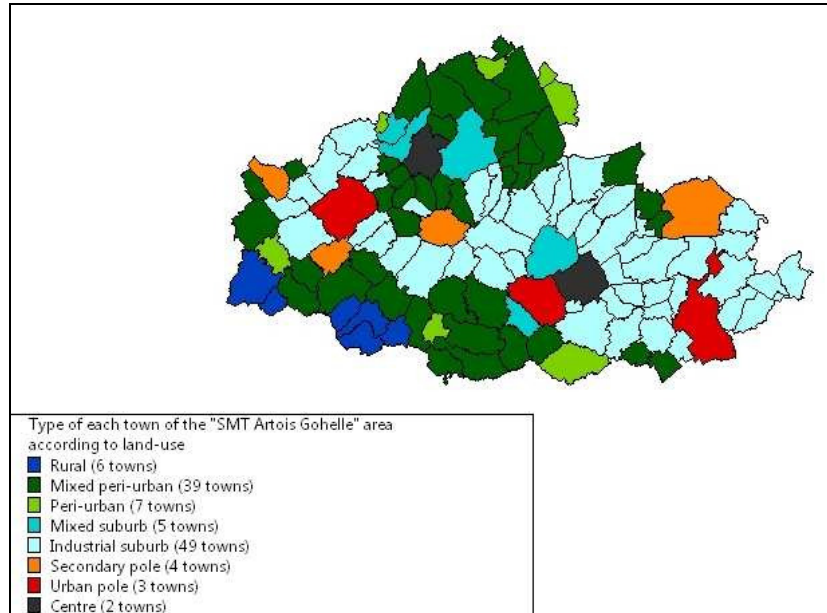 Type of each town of the "SMT Artois Gohelle" area
according to land-use
Rural (6 towns)
Mixed peri-urban (39 towns)
Peri-urban (7 towns)
Mixed suburb (5 towns)
Industrial suburb (49 towns)
Secondary pole (4 towns)
Urban pole (3 towns)
Centre (2 towns)